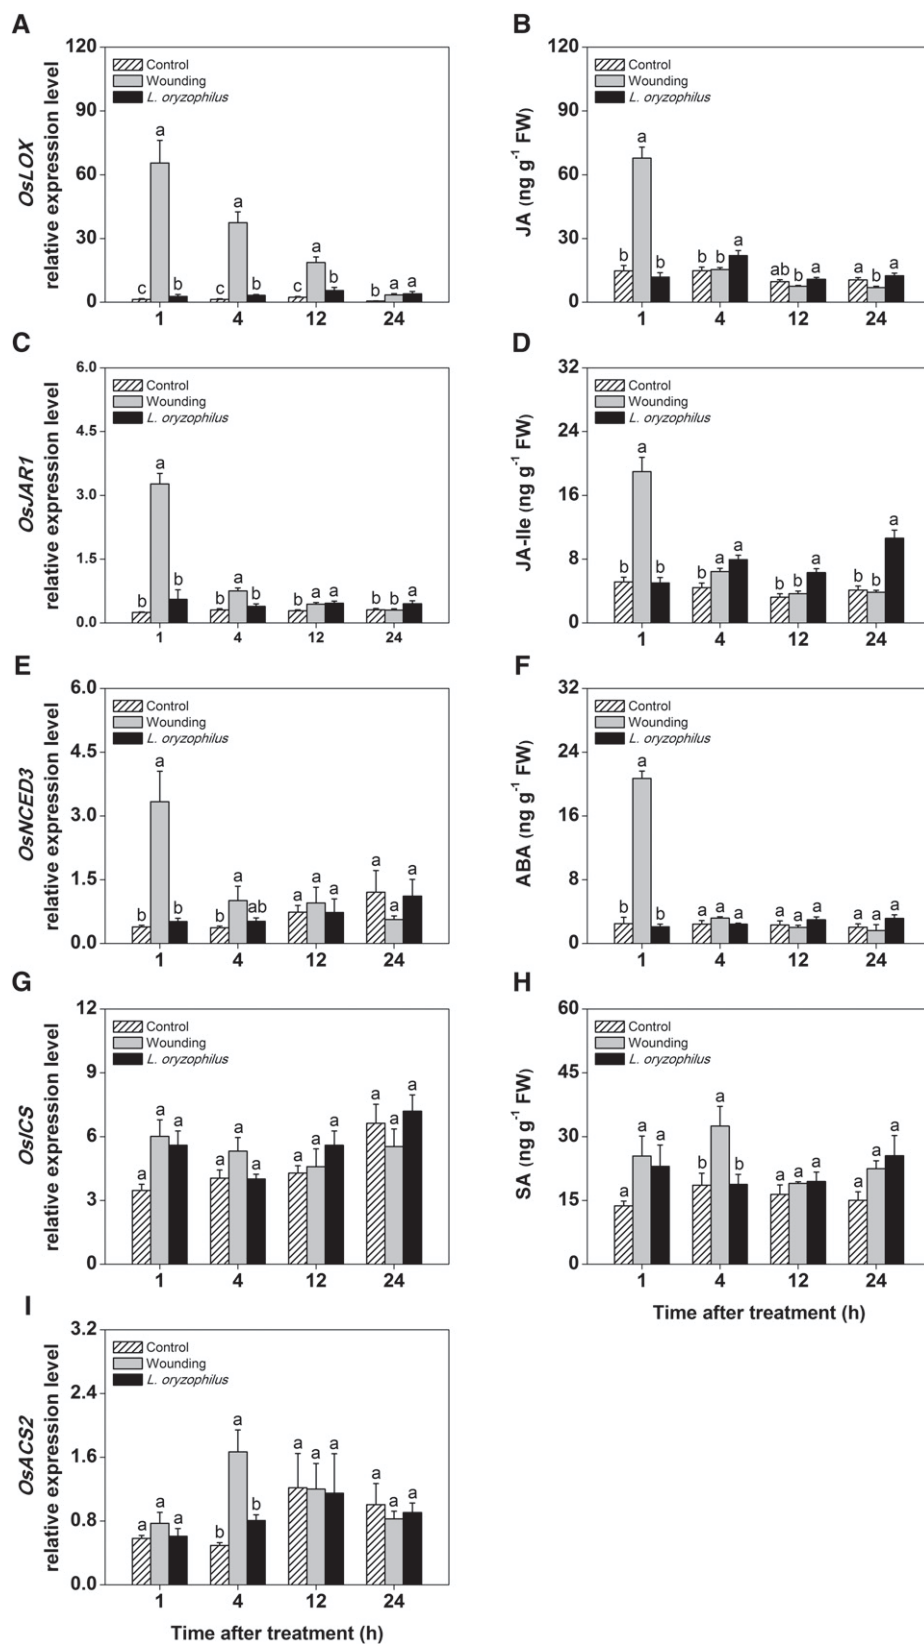 A
OsLOX
relative expression level
120
90
60
30
0
Control
Wounding
L. oryzophilus
c a b
c a b
c a b
b a a
1 4 12 24
B
JA (ng g-1 FW)
120
90
60
30
0
Control
Wounding
L. oryzophilus
b a b
b b a
ab b a
a b a
1 4 12 24
C
OsJAR1
relative expression level
6.0
4.5
3.0
1.5
0.0
Control
Wounding
L. oryzophilus
b a b
b a b
b a a
b b a
1 4 12 24
D
JA-Ile (ng g-1 FW)
32
24
16
8
0
Control
Wounding
L. oryzophilus
b a b
b a a
b b a
b b a
1 4 12 24
E
OsNCED3
relative expression level
6.0
4.5
3.0
1.5
0.0
Control
Wounding
L. oryzophilus
b a b
b a ab
a a a
a a a
1 4 12 24
F
ABA (ng g-1 FW)
32
24
16
8
0
Control
Wounding
L. oryzophilus
b a b
a a a
a a a
a a a
1 4 12 24
G
OsICS
relative expression level
12
9
6
3
0
Control
Wounding
L. oryzophilus
a a a
a a a
a a a
a a a
1 4 12 24
H
SA (ng g-1 FW)
60
45
30
15
0
Control
Wounding
L. oryzophilus
a a a
b a b
a a a
a a a
1 4 12 24
Time after treatment (h)
I
OsACS2
relative expression level
3.2
2.4
1.6
0.8
0.0
Control
Wounding
L. oryzophilus
a a a
b a b
a a a
a a a
1 4 12 24
Time after treatment (h)